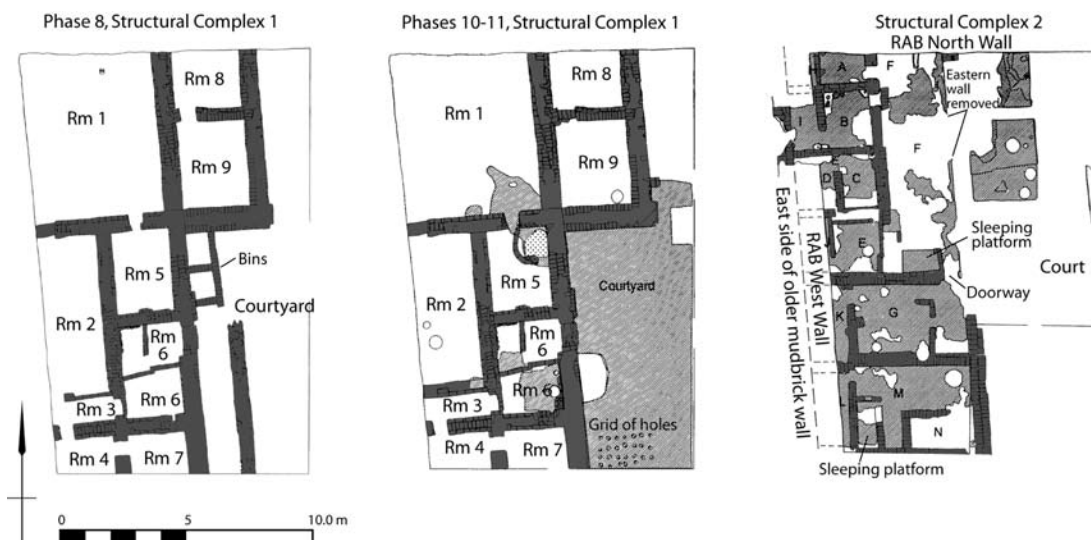 Phase 8, Structural Complex 1
Rm 1
Rm 8
Rm 9
Rm 5
Bins
Rm 2
Courtyard
Rm
6
Rm 3
Rm 6
Rm 4
Rm 7
0
5
10.0 m
Phases 10-11, Structural Complex 1
Rm 1
Rm 8
Rm 9
Rm 5
Courtyard
Rm 2
Rm
6
Rm 3
Rm 6
Grid of holes
Rm 4
Rm 7
Structural Complex 2
RAB North Wall
A
F
Eastern
wall
removed
I
B
F
D
C
Sleeping
platform
J
E
Court
Doorway
RAB West Wall
East side of older mudbrick wall
K
G
L
M
N
Sleeping platform